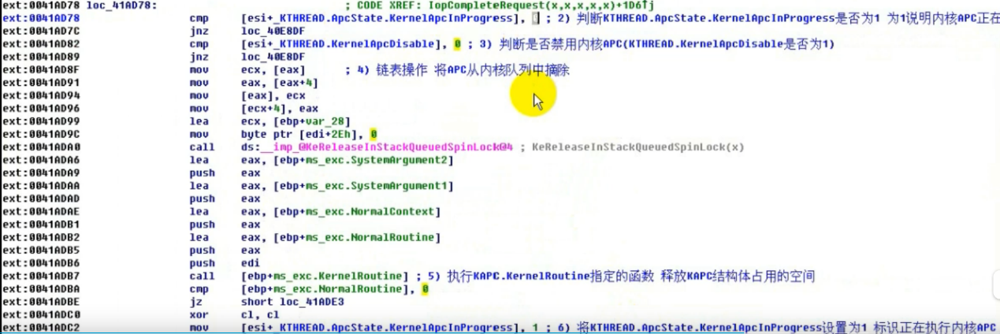 ext:0041AD78 loc_41AD78: ; CODE XREF: IopCompleteRequest(x,x,x,x,x)+1D6↑j
ext:0041AD78 cmp [esi+_KTHREAD.ApcState.KernelApcInProgress], ; 2) 判断KTHREAD.ApcState.KernelApcInProgress是否为1 为1说明内核APC正在
ext:0041AD7C jnz loc_40E8DF
ext:0041AD82 cmp [esi+_KTHREAD.KernelApcDisable], 0 ; 3) 判断是否禁用内核APC(KTHREAD.KernelApcDisable是否为1)
ext:0041AD89 jnz loc_40E8DF
ext:0041AD8F mov ecx, [eax] ; 4) 链表操作 将APC从内核队列中摘除
ext:0041AD91 mov eax, [eax+4]
ext:0041AD94 mov [eax], ecx
ext:0041AD96 mov [ecx+4], eax
ext:0041AD99 lea ecx, [ebp+var_28]
ext:0041AD9C mov byte ptr [edi+2Eh], 0
ext:0041ADA0 call ds:__imp_@KeReleaseInStackQueuedSpinLock@4 ; KeReleaseInStackQueuedSpinLock(x)
ext:0041ADA6 lea eax, [ebp+ms_exc.SystemArgument2]
ext:0041ADA9 push eax
ext:0041ADAA lea eax, [ebp+ms_exc.SystemArgument1]
ext:0041ADAD push eax
ext:0041ADAE lea eax, [ebp+ms_exc.NormalContext]
ext:0041ADB1 push eax
ext:0041ADB2 lea eax, [ebp+ms_exc.NormalRoutine]
ext:0041ADB5 push eax
ext:0041ADB6 push edi
ext:0041ADB7 call [ebp+ms_exc.KernelRoutine] ; 5) 执行KAPC.KernelRoutine指定的函数 释放KAPC结构体占用的空间
ext:0041ADBA cmp [ebp+ms_exc.NormalRoutine], 0
ext:0041ADBE jz short loc_41ADE3
ext:0041ADC0 xor cl, cl
ext:0041ADC2 mov [esi+_KTHREAD.ApcState.KernelApcInProgress], 1 ; 6) 将KTHREAD.ApcState.KernelApcInProgress设置为1 标识正在执行内核APC